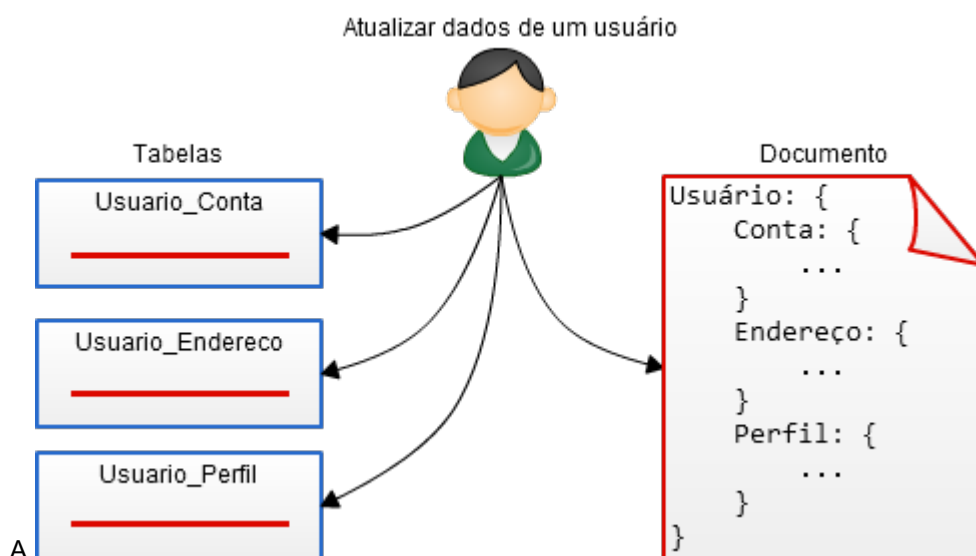 Atualizar dados de um usuário
Tabelas
Usuario_Conta
Usuario_Endereco
Usuario_Perfil
Documento
Usuário: {
Conta: {
...
}
Endereço: {
...
}
Perfil: {
...
}
}
A